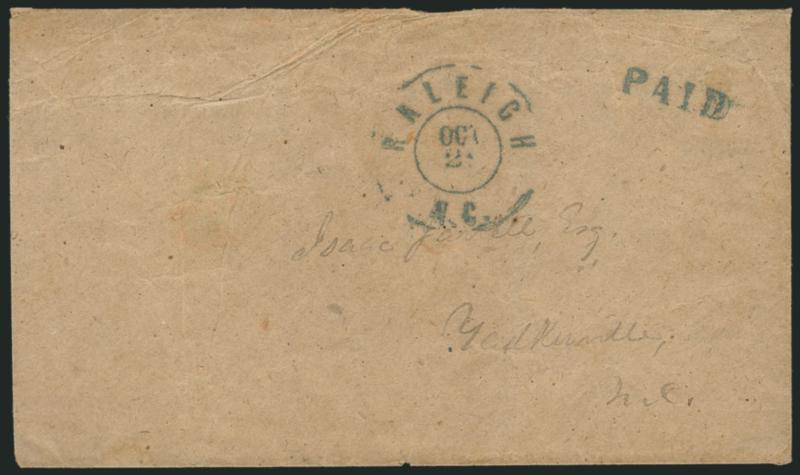 RALEIGH
OCT
2
N.C.
PAID
Isaac Jarratt, Esq.
Yadkinville,
N.C.